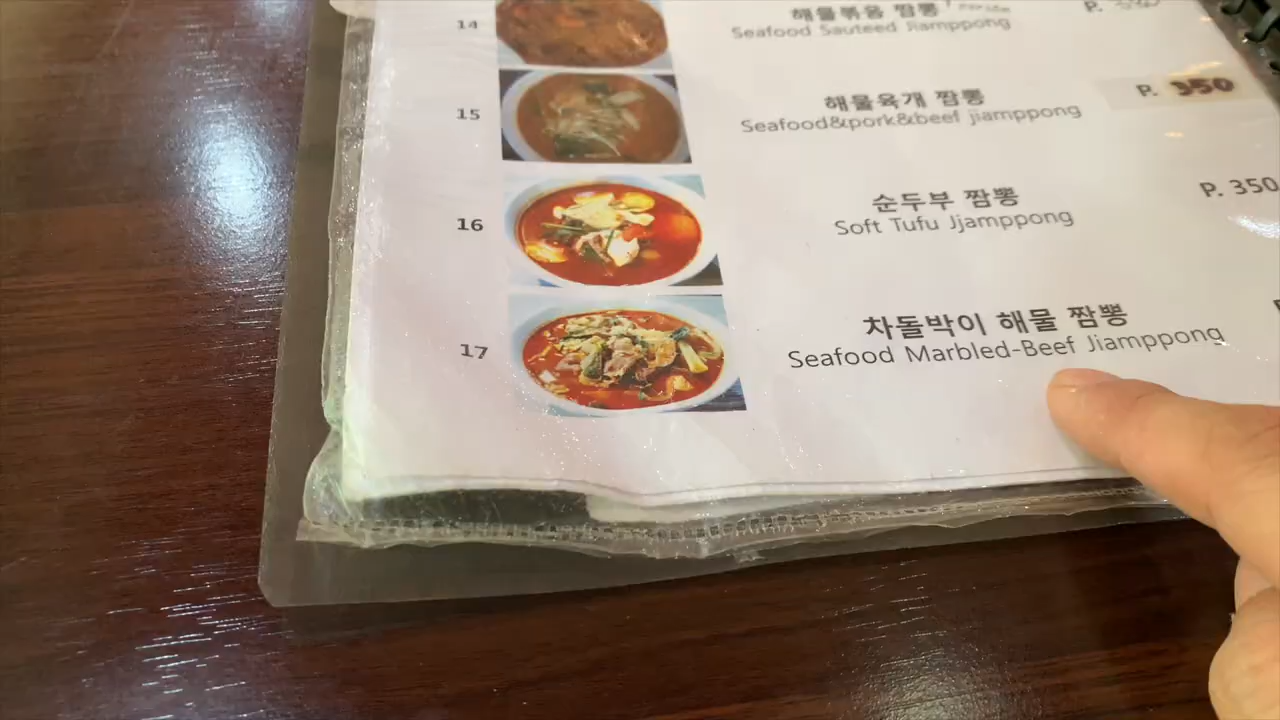 14
해물볶음 짬뽕
Seafood Sauteed Jiamppong
P.
15
해물육개 짬뽕
Seafood&pork&beef jiamppong
P. 350
16
순두부 짬뽕
Soft Tufu Jjamppong
P. 350
17
차돌박이 해물 짬뽕
Seafood Marbled-Beef Jiamppong